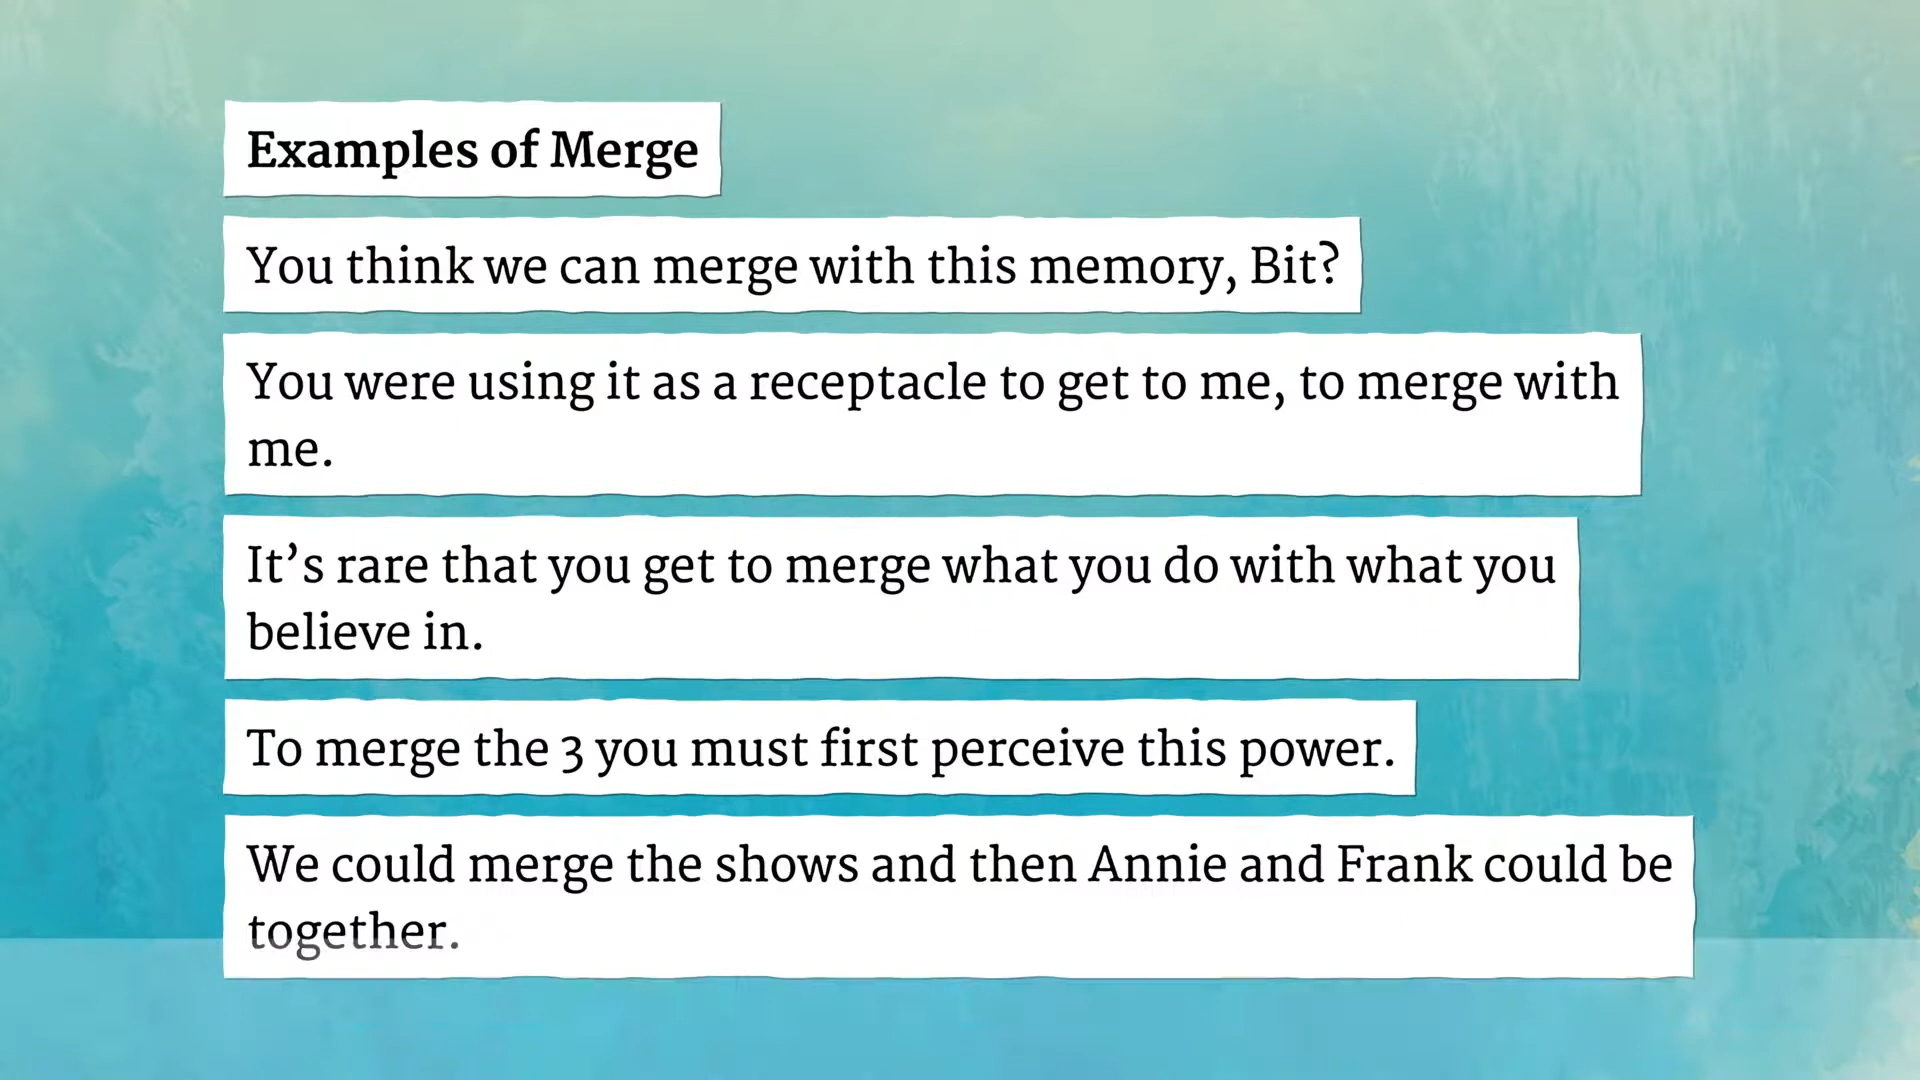 Examples of Merge
You think we can merge with this memory, Bit?
You were using it as a receptacle to get to me, to merge with
me.
It’s rare that you get to merge what you do with what you
believe in.
To merge the 3 you must first perceive this power.
We could merge the shows and then Annie and Frank could be
together.